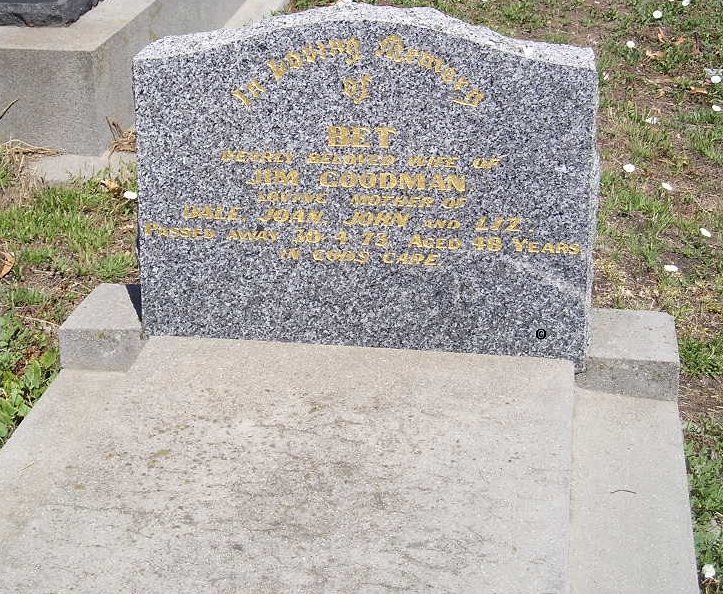 In Loving Memory
of
BET
DEARLY BELOVED WIFE OF
JIM GOODMAN
LOVING MOTHER OF
DALE, JOAN, JOHN AND LIZ.
PASSED AWAY 30. 4. 73. AGED 48 YEARS
IN GODS CARE